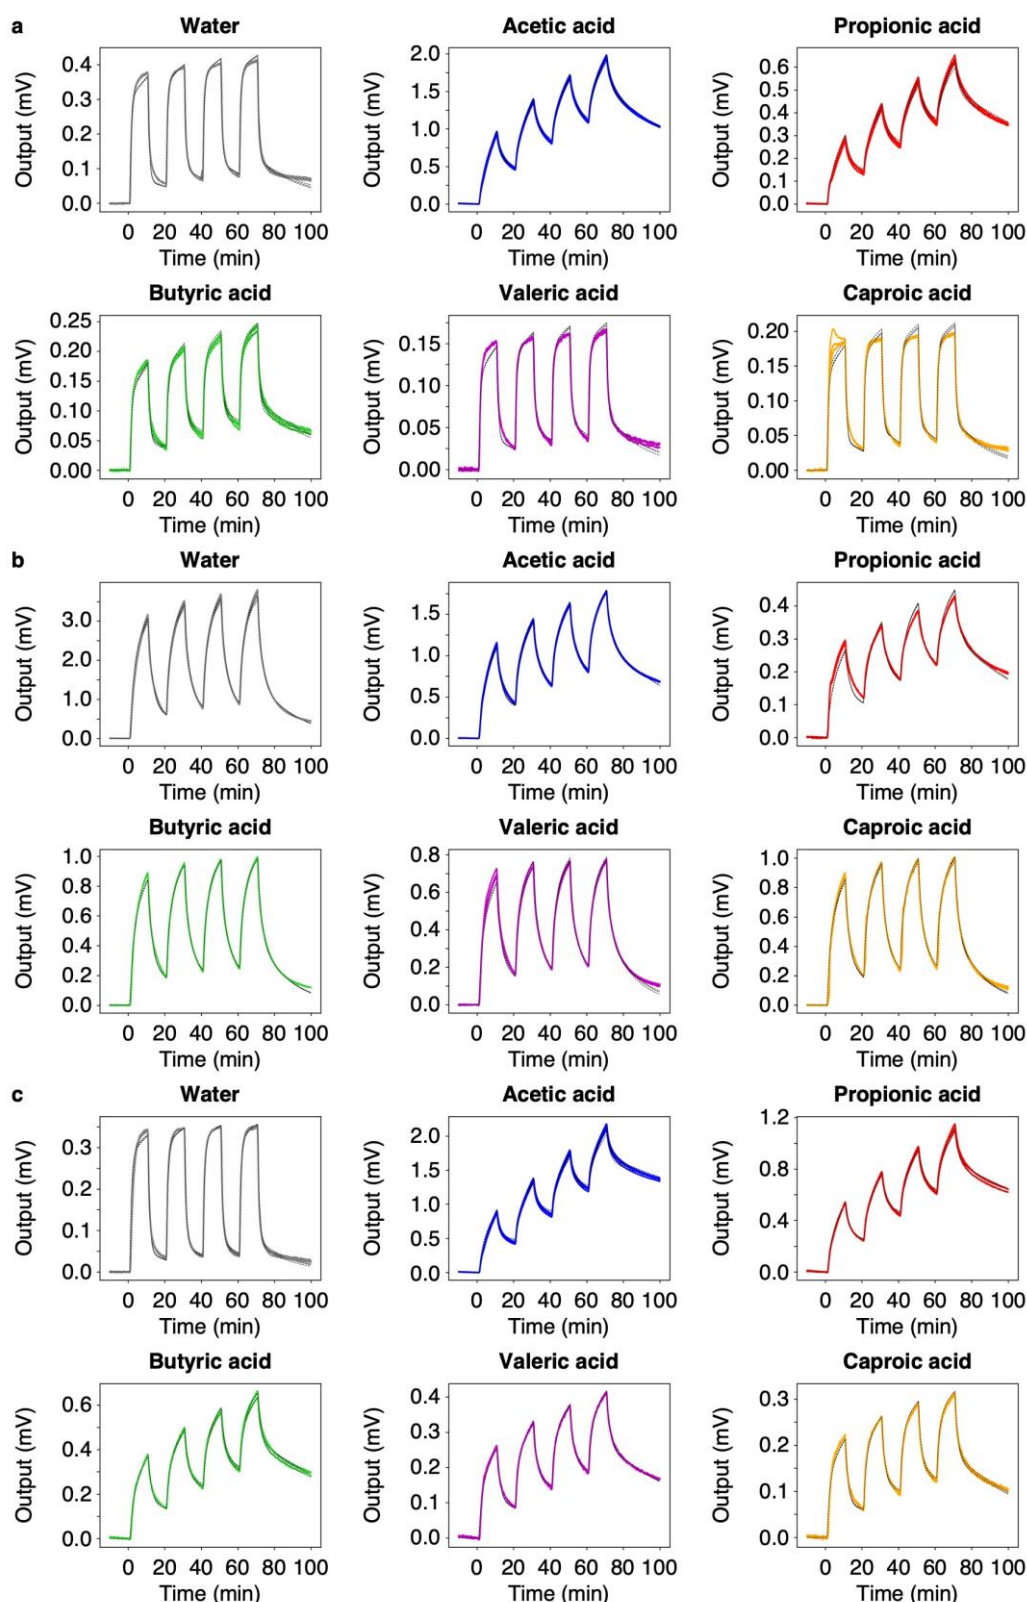 a
Water
Acetic acid
Propionic acid
Output (mV)
0.4
0.3
0.2
0.1
0.0
0 20 40 60 80 100
Time (min)
Output (mV)
2.0
1.5
1.0
0.5
0.0
0 20 40 60 80 100
Time (min)
Output (mV)
0.6
0.5
0.4
0.3
0.2
0.1
0.0
0 20 40 60 80 100
Time (min)
Butyric acid
Valeric acid
Caproic acid
Output (mV)
0.25
0.20
0.15
0.10
0.05
0.00
0 20 40 60 80 100
Time (min)
Output (mV)
0.15
0.10
0.05
0.00
0 20 40 60 80 100
Time (min)
Output (mV)
0.20
0.15
0.10
0.05
0.00
0 20 40 60 80 100
Time (min)
b
Water
Acetic acid
Propionic acid
Output (mV)
3.0
2.0
1.0
0.0
0 20 40 60 80 100
Time (min)
Output (mV)
1.5
1.0
0.5
0.0
0 20 40 60 80 100
Time (min)
Output (mV)
0.4
0.3
0.2
0.1
0.0
0 20 40 60 80 100
Time (min)
Butyric acid
Valeric acid
Caproic acid
Output (mV)
1.0
0.8
0.6
0.4
0.2
0.0
0 20 40 60 80 100
Time (min)
Output (mV)
0.8
0.6
0.4
0.2
0.0
0 20 40 60 80 100
Time (min)
Output (mV)
1.0
0.8
0.6
0.4
0.2
0.0
0 20 40 60 80 100
Time (min)
c
Water
Acetic acid
Propionic acid
Output (mV)
0.3
0.3
0.1
0.0
0 20 40 60 80 100
Time (min)
Output (mV)
2.0
1.5
1.0
0.5
0.0
0 20 40 60 80 100
Time (min)
Output (mV)
1.2
0.8
0.4
0.0
0 20 40 60 80 100
Time (min)
Butyric acid
Valeric acid
Caproic acid
Output (mV)
0.6
0.4
0.2
0.0
0 20 40 60 80 100
Time (min)
Output (mV)
0.4
0.3
0.2
0.1
0.0
0 20 40 60 80 100
Time (min)
Output (mV)
0.3
0.2
0.1
0.0
0 20 40 60 80 100
Time (min)